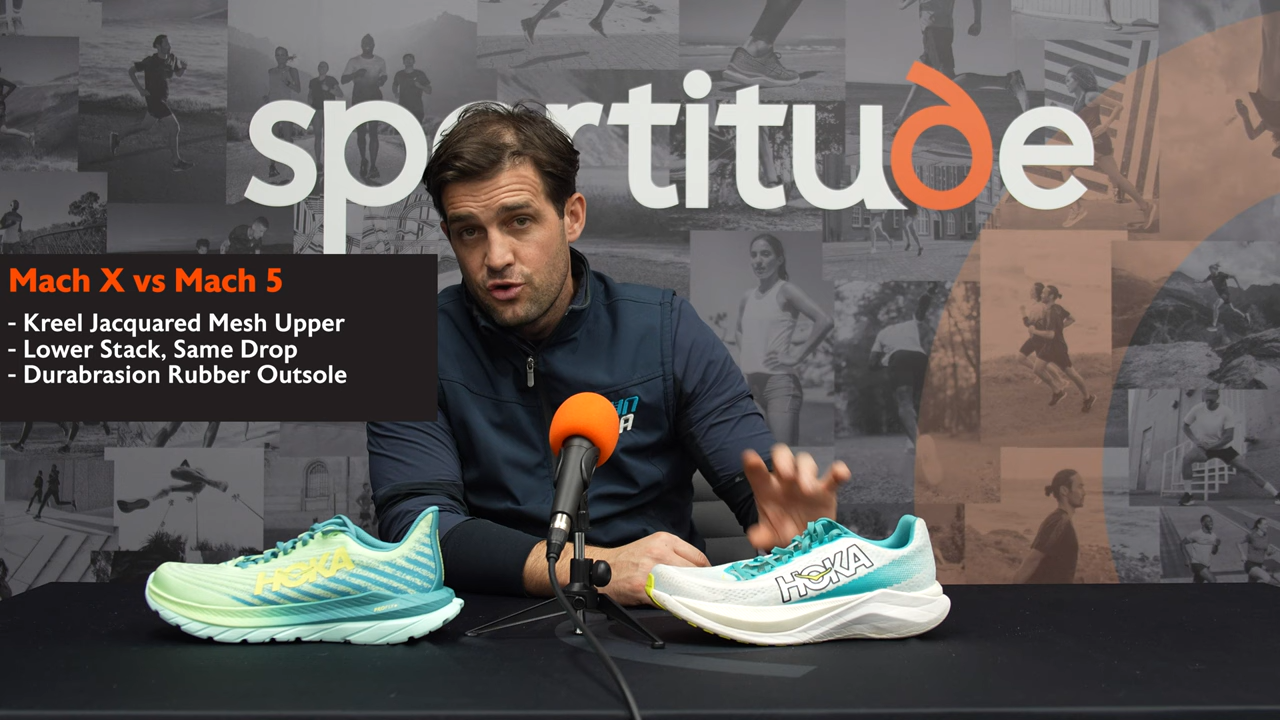 sportitude
Mach X vs Mach 5
- Kreel Jacquared Mesh Upper
- Lower Stack, Same Drop
- Durabrasion Rubber Outsole
HOKA
HOKA